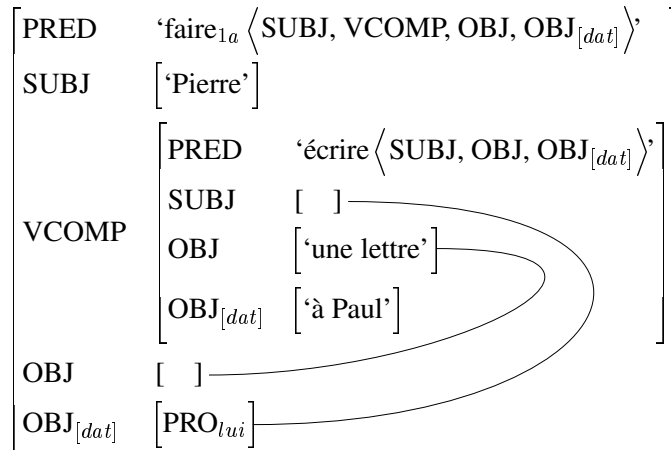 PRED ‘faire1a ⟨SUBJ, VCOMP, OBJ, OBJ[dat]⟩’
SUBJ [‘Pierre’]
VCOMP
PRED ‘écrire ⟨SUBJ, OBJ, OBJ[dat]⟩’
SUBJ [ ]
OBJ [‘une lettre’]
OBJ[dat] [‘à Paul’]
OBJ [ ]
OBJ[dat] [PROlui]